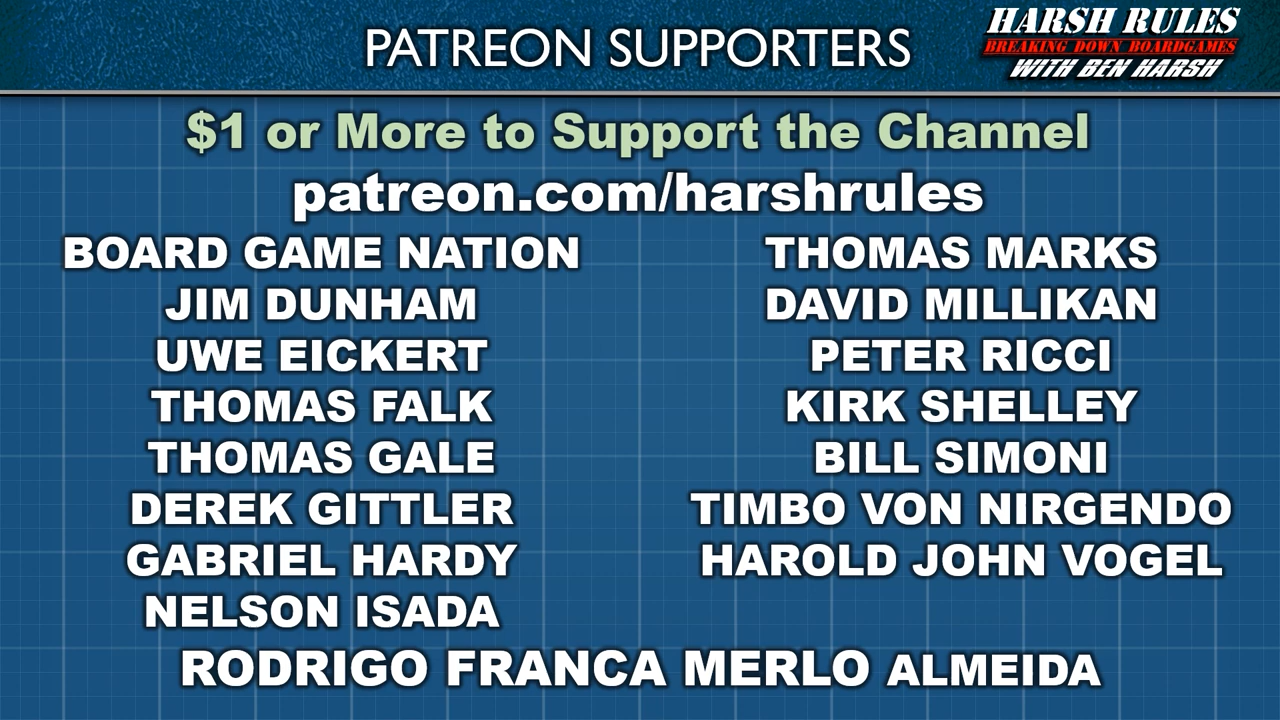 PATREON SUPPORTERS
HARSH RULES
BREAKING DOWN BOARDGAMES
WITH BEN HARSH
$1 or More to Support the Channel
patreon.com/harshrules
BOARD GAME NATION
JIM DUNHAM
UWE EICKERT
THOMAS FALK
THOMAS GALE
DEREK GITTLER
GABRIEL HARDY
NELSON ISADA
THOMAS MARKS
DAVID MILLIKAN
PETER RICCI
KIRK SHELLEY
BILL SIMONI
TIMBO VON NIRGENDO
HAROLD JOHN VOGEL
RODRIGO FRANCA MERLO ALMEIDA